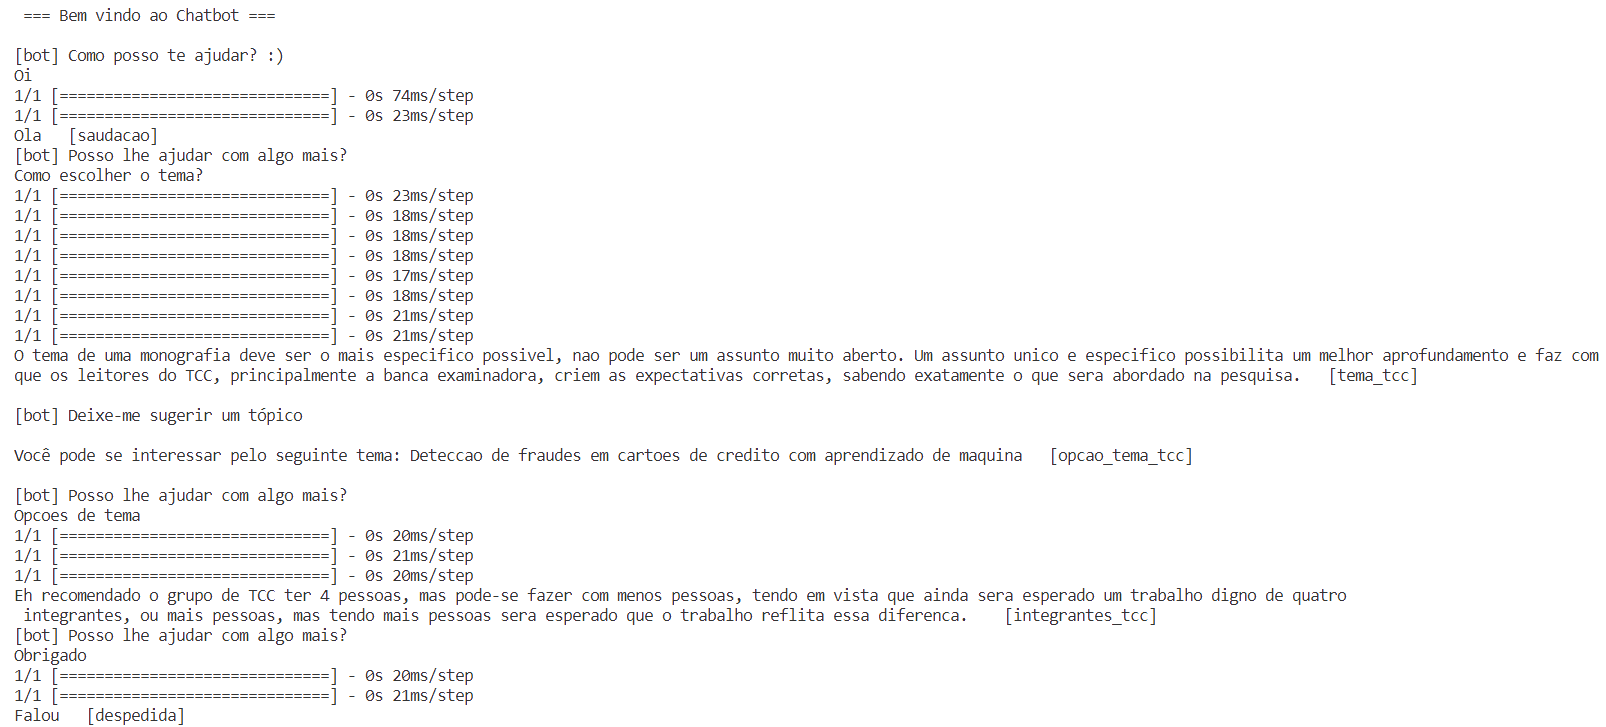 === Bem vindo ao Chatbot ===
[bot] Como posso te ajudar? :)
Oi
1/1 [==============================] - 0s 74ms/step
1/1 [==============================] - 0s 23ms/step
Ola   [saudacao]
[bot] Posso lhe ajudar com algo mais?
Como escolher o tema?
1/1 [==============================] - 0s 23ms/step
1/1 [==============================] - 0s 18ms/step
1/1 [==============================] - 0s 18ms/step
1/1 [==============================] - 0s 18ms/step
1/1 [==============================] - 0s 17ms/step
1/1 [==============================] - 0s 18ms/step
1/1 [==============================] - 0s 21ms/step
1/1 [==============================] - 0s 21ms/step
O tema de uma monografia deve ser o mais especifico possivel, nao pode ser um assunto muito aberto. Um assunto unico e especifico possibilita um melhor aprofundamento e faz com
que os leitores do TCC, principalmente a banca examinadora, criem as expectativas corretas, sabendo exatamente o que sera abordado na pesquisa.   [tema_tcc]
[bot] Deixe-me sugerir um tópico
Você pode se interessar pelo seguinte tema: Deteccao de fraudes em cartoes de credito com aprendizado de maquina   [opcao_tema_tcc]
[bot] Posso lhe ajudar com algo mais?
Opcoes de tema
1/1 [==============================] - 0s 20ms/step
1/1 [==============================] - 0s 21ms/step
1/1 [==============================] - 0s 20ms/step
Eh recomendado o grupo de TCC ter 4 pessoas, mas pode-se fazer com menos pessoas, tendo em vista que ainda sera esperado um trabalho digno de quatro
integrantes, ou mais pessoas, mas tendo mais pessoas sera esperado que o trabalho reflita essa diferenca.    [integrantes_tcc]
[bot] Posso lhe ajudar com algo mais?
Obrigado
1/1 [==============================] - 0s 20ms/step
1/1 [==============================] - 0s 21ms/step
Falou   [despedida]